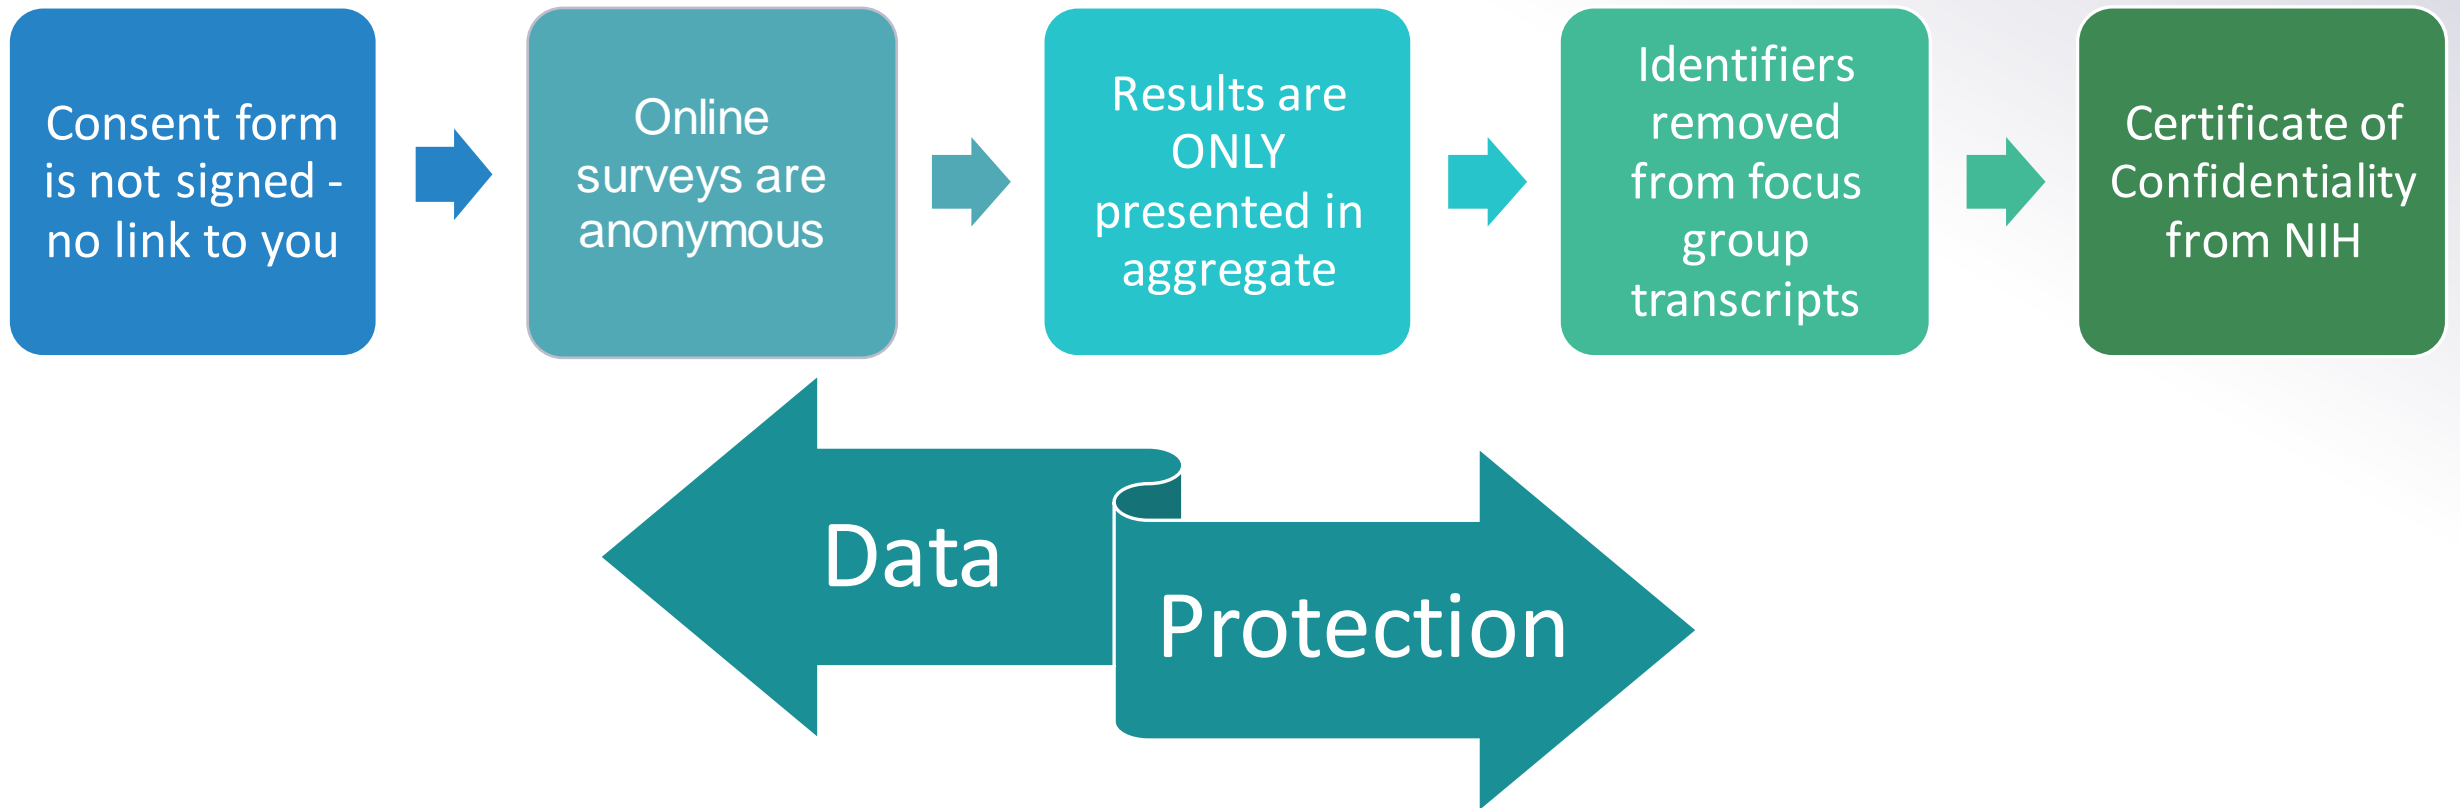 Consent form
is not signed -
no link to you
Online
surveys are
anonymous
Results are
ONLY
presented in
aggregate
Identifiers
removed
from focus
group
transcripts
Certificate of
Confidentiality
from NIH
Data
Protection